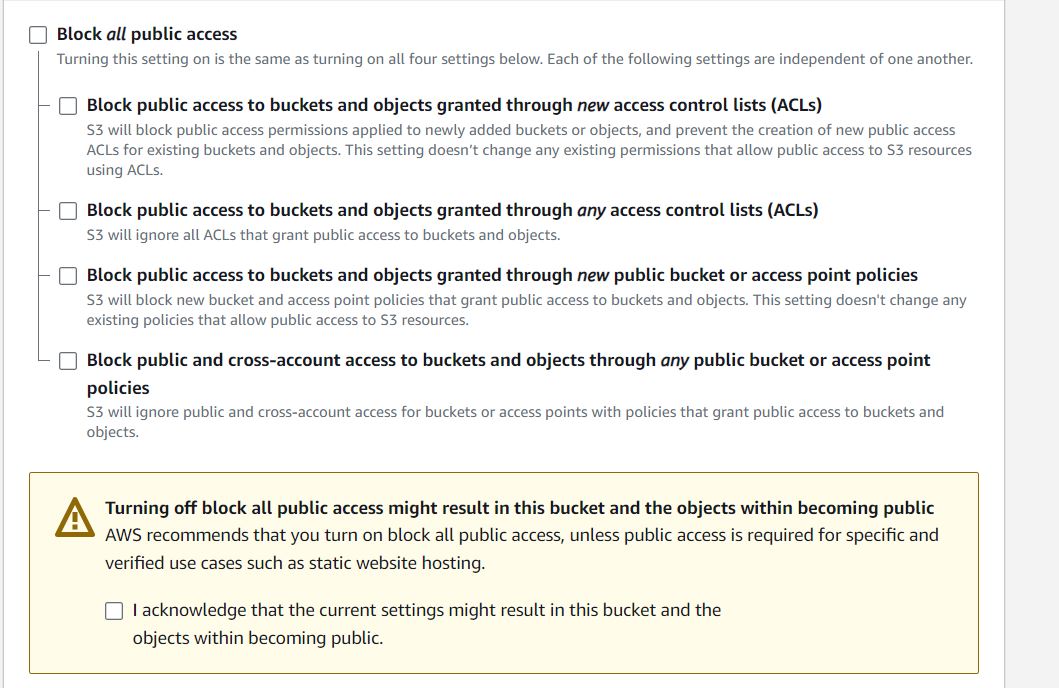 Block all public access
Turning this setting on is the same as turning on all four settings below. Each of the following settings are independent of one another.
Block public access to buckets and objects granted through new access control lists (ACLs)
S3 will block public access permissions applied to newly added buckets or objects, and prevent the creation of new public access
ACLs for existing buckets and objects. This setting doesn't change any existing permissions that allow public access to S3 resources
using ACLs.
Block public access to buckets and objects granted through any access control lists (ACLs)
S3 will ignore all ACLs that grant public access to buckets and objects.
Block public access to buckets and objects granted through new public bucket or access point policies
S3 will block new bucket and access point policies that grant public access to buckets and objects. This setting doesn't change any
existing policies that allow public access to S3 resources.
Block public and cross-account access to buckets and objects through any public bucket or access point
policies
S3 will ignore public and cross-account access for buckets or access points with policies that grant public access to buckets and
objects.
Turning off block all public access might result in this bucket and the objects within becoming public
AWS recommends that you turn on block all public access, unless public access is required for specific and
verified use cases such as static website hosting.
I acknowledge that the current settings might result in this bucket and the
objects within becoming public.